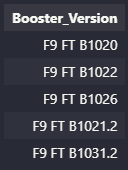 Booster_Version
F9 FT B1020
F9 FT B1022
F9 FT B1026
F9 FT B1021.2
F9 FT B1031.2